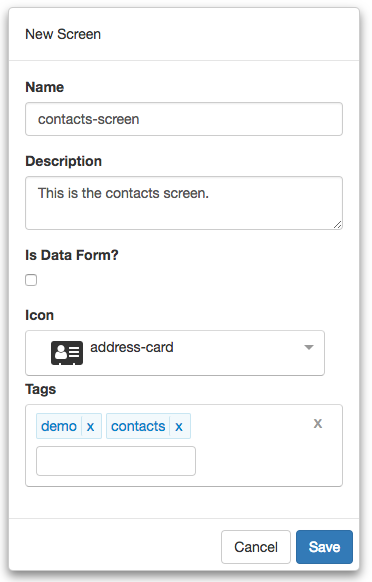 New Screen
Name
contacts-screen
Description
This is the contacts screen.
Is Data Form?
Icon
address-card
Tags
demo x contacts x x
Cancel Save